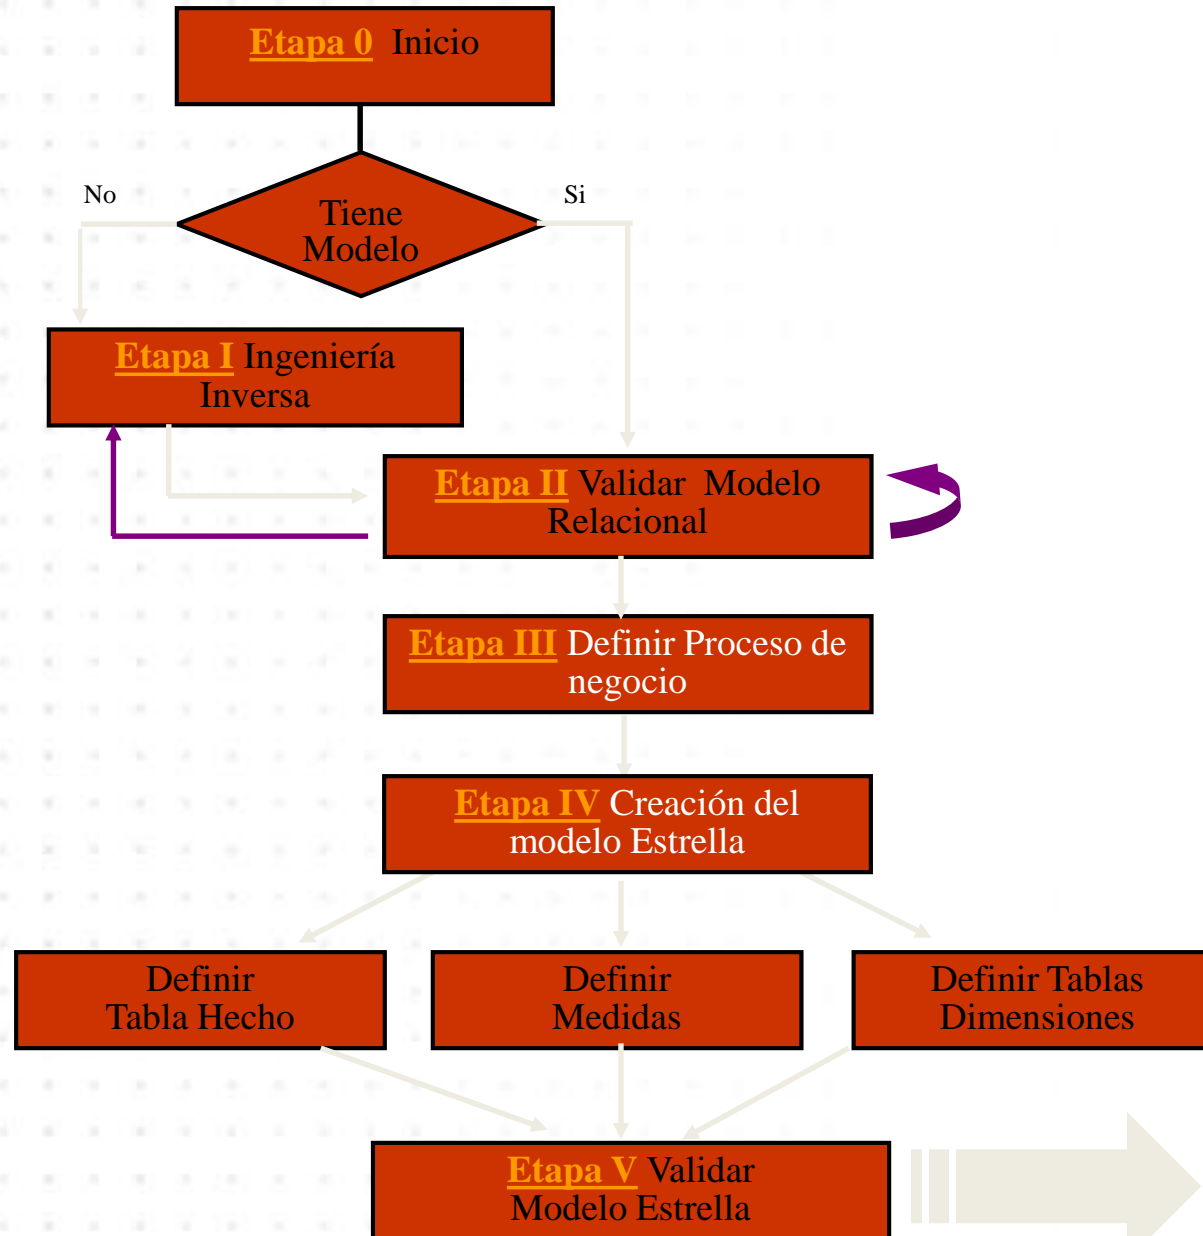 Etapa 0 Inicio
No
Si
Tiene
Modelo
Etapa I Ingeniería
Inversa
Etapa II Validar Modelo
Relacional
Etapa III Definir Proceso de
negocio
Etapa IV Creación del
modelo Estrella
Definir
Tabla Hecho
Definir
Medidas
Definir Tablas
Dimensiones
Etapa V Validar
Modelo Estrella